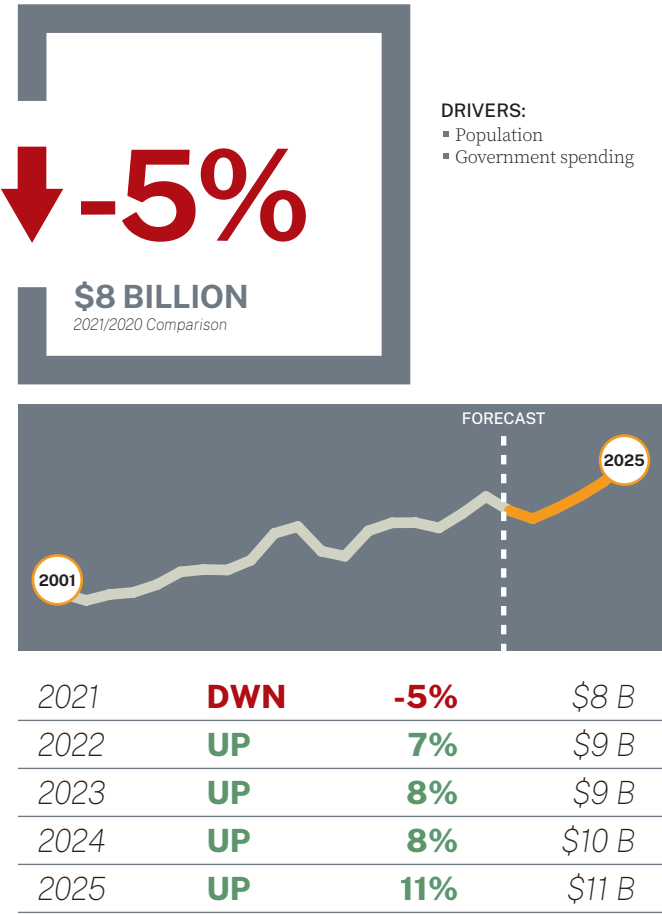 -5%
$8 BILLION
2021/2020 Comparison
DRIVERS:
▪ Population
▪ Government spending
FORECAST
2025
2001
2021 DWN -5% $8 B
2022 UP 7% $9 B
2023 UP 8% $9 B
2024 UP 8% $10 B
2025 UP 11% $11 B